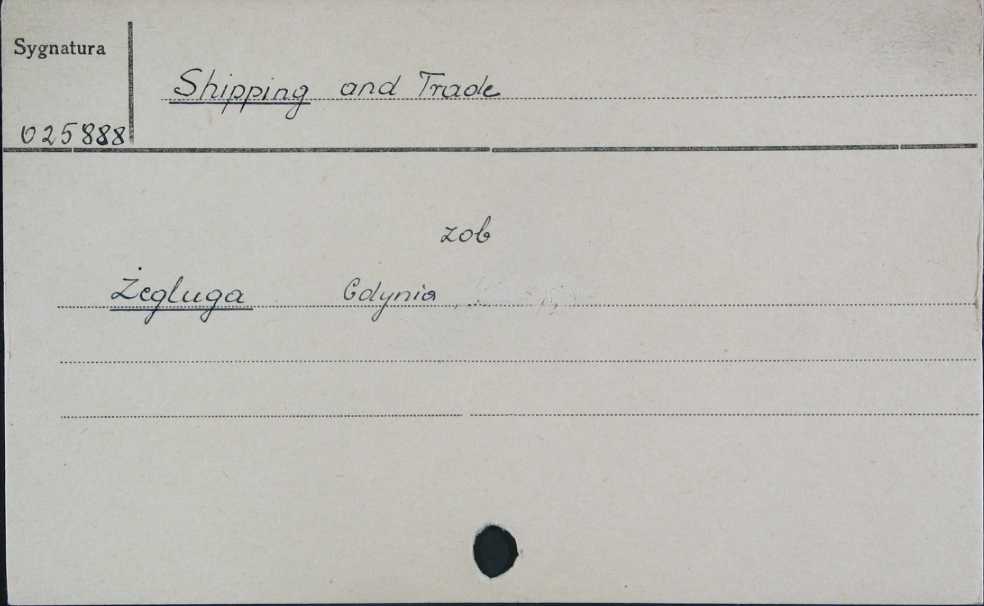 Sygnatura
Shipping and Trade
025888
zob
Żegluga Gdynia